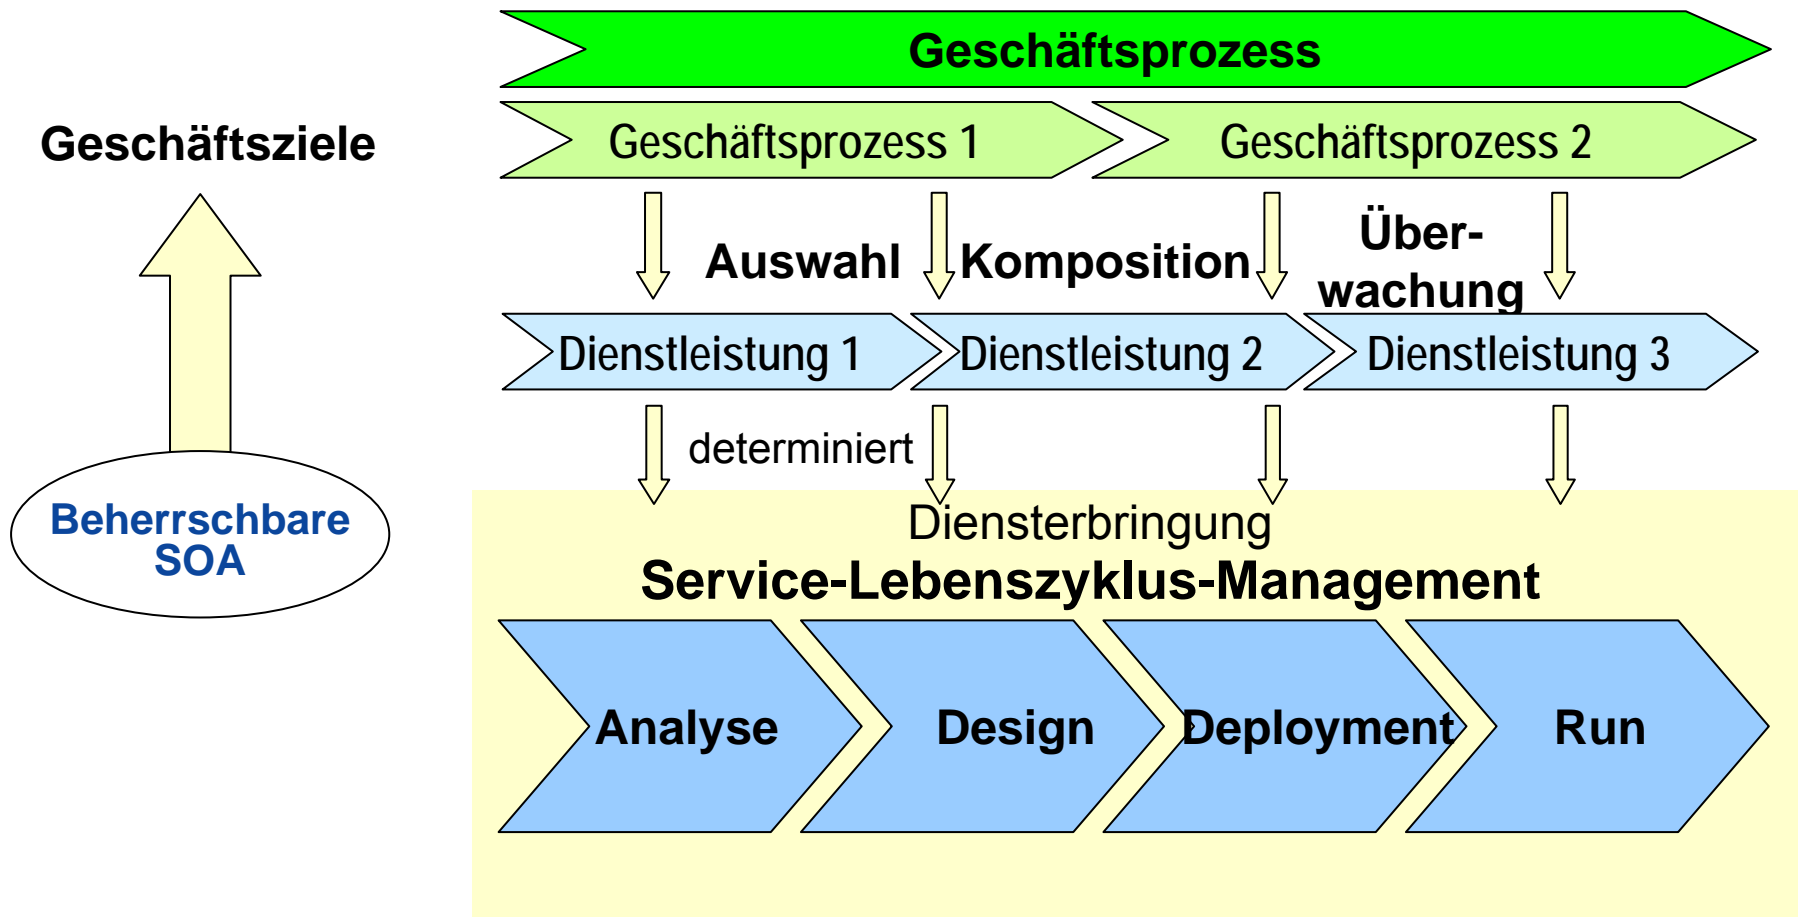 Geschäftsprozess
Geschäftsziele
Geschäftsprozess 1
Geschäftsprozess 2
Auswahl
Komposition
Über-
wachung
Dienstleistung 1
Dienstleistung 2
Dienstleistung 3
determiniert
Beherrschbare
SOA
Diensterbringung
Service-Lebenszyklus-Management
Analyse
Design
Deployment
Run